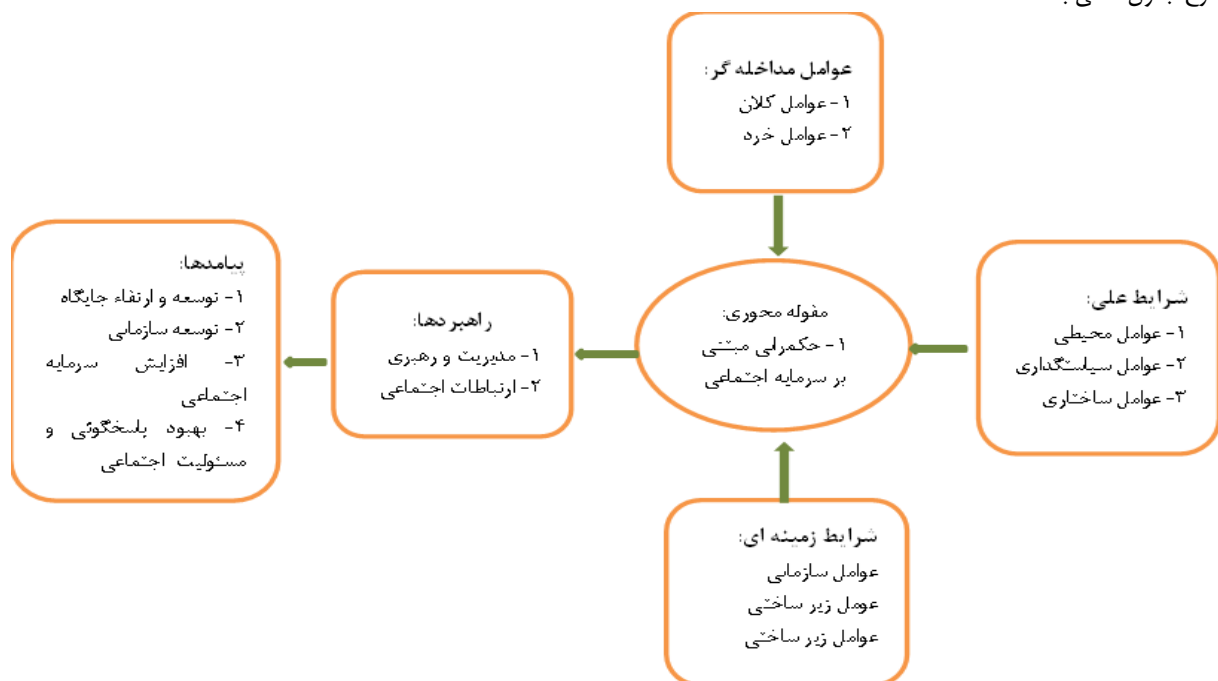 عوامل مداخله گر:
۱- عوامل کلان
۲- عوامل خرد
شرایط علی:
۱- عوامل محیطی
۲- عوامل سیاستگذاری
۳- عوامل ساختاری
مقوله محوری:
۱- حکمرانی مبتنی
بر سرمایه اجتماعی
راهبردها:
۱- مدیریت و رهبری
۲- ارتباطات اجتماعی
پیامدها:
۱- توسعه و ارتقاء جایگاه
۲- توسعه سازمانی
۳- افزایش سرمایه
اجتماعی
۴- بهبود پاسخگوئی و
مسئولیت اجتماعی
شرایط زمینه ای:
عوامل سازمانی
عومل زیر ساختی
عوامل زیر ساختی